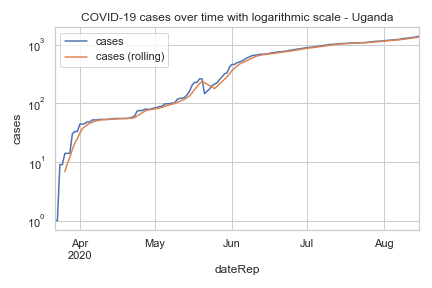 COVID-19 cases over time with logarithmic scale - Uganda
cases
cases (rolling)
10³
10²
10¹
10⁰
cases
Apr
2020
May
Jun
Jul
Aug
dateRep